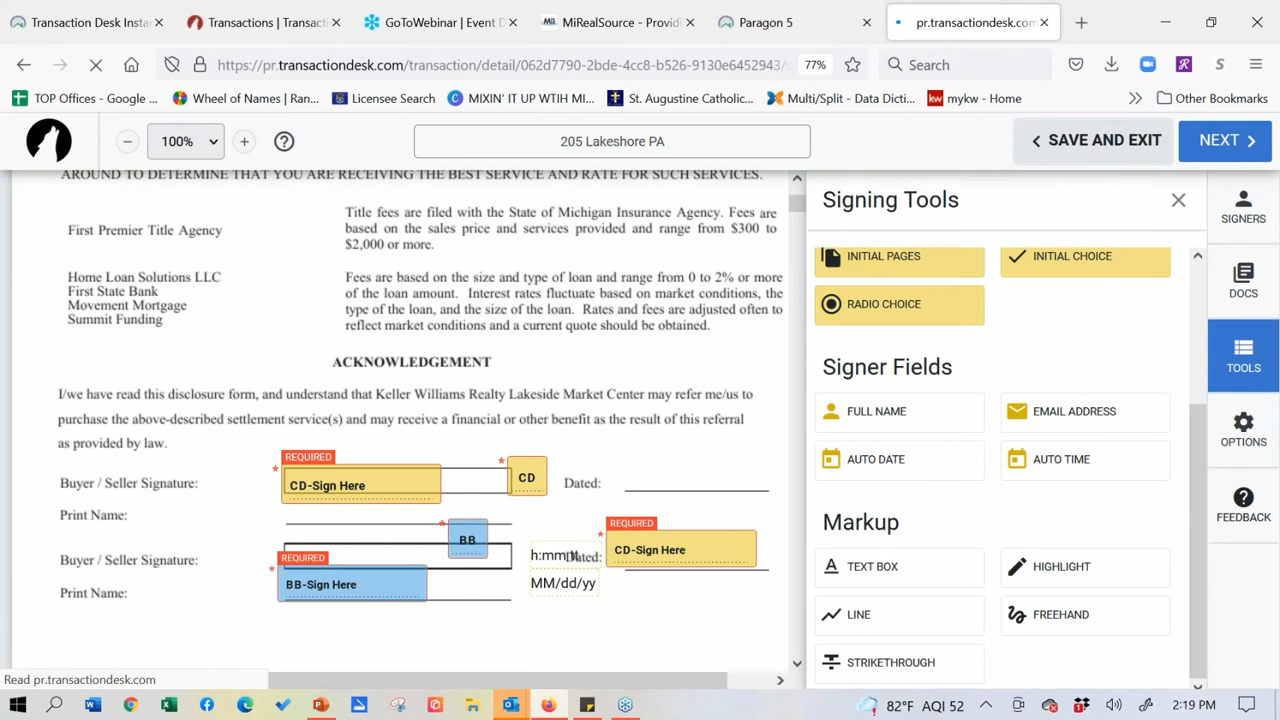 Transaction Desk Insta
Transactions | Transact
GoToWebinar | Event D
MiRealSource - Providi
Paragon 5
pr.transactiondesk.com/
https://pr.transactiondesk.com/transaction/detail/062d7790-2bde-4cc8-b526-9130e6452943/
77%
Search
TOP Offices - Google ...
Wheel of Names | Ran...
Licensee Search
MIXIN' IT UP WTIH MI...
St. Augustine Catholic...
Multi/Split - Data Dicti...
mykw - Home
Other Bookmarks
100%
205 Lakeshore PA
SAVE AND EXIT
NEXT
AROUND TO DETERMINE THAT YOU ARE RECEIVING THE BEST SERVICE AND RATE FOR SUCH SERVICES.
First Premier Title Agency
Title fees are filed with the State of Michigan Insurance Agency. Fees are
based on the sales price and services provided and range from $300 to
$2,000 or more.
Home Loan Solutions LLC
First State Bank
Movement Mortgage
Summit Funding
Fees are based on the size and type of loan and range from 0 to 2% or more
of the loan amount. Interest rates fluctuate based on market conditions, the
type of the loan, and the size of the loan. Rates and fees are adjusted often to
reflect market conditions and a current quote should be obtained.
ACKNOWLEDGEMENT
I/we have read this disclosure form, and understand that Keller Williams Realty Lakeside Market Center may refer me/us to
purchase the above-described settlement service(s) and may receive a financial or other benefit as the result of this referral
as provided by law.
REQUIRED
Buyer / Seller Signature:
* CD-Sign Here
* CD
Dated:
Print Name:
* BB
REQUIRED
Buyer / Seller Signature:
REQUIRED
h:mm
Dated:
* CD-Sign Here
Print Name:
* BB-Sign Here
MM/dd/yy
Signing Tools
INITIAL PAGES
INITIAL CHOICE
RADIO CHOICE
Signer Fields
FULL NAME
EMAIL ADDRESS
AUTO DATE
AUTO TIME
Markup
TEXT BOX
HIGHLIGHT
LINE
FREEHAND
STRIKETHROUGH
SIGNERS
DOCS
TOOLS
OPTIONS
FEEDBACK
Read pr.transactiondesk.com
82°F AQI 52
2:19 PM